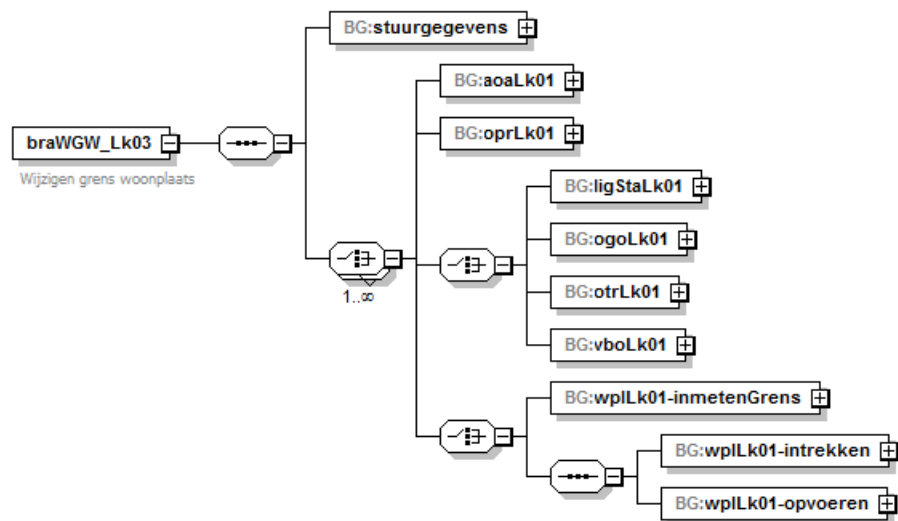 BG:stuurgegevens
BG:aoaLk01
BG:oprLk01
braWGW_Lk03
Wijzigen grens woonplaats
BG:ligStaLk01
BG:ogoLk01
1..∞
BG:otrLk01
BG:vboLk01
BG:wplLk01-inmetenGrens
BG:wplLk01-intrekken
BG:wplLk01-opvoeren